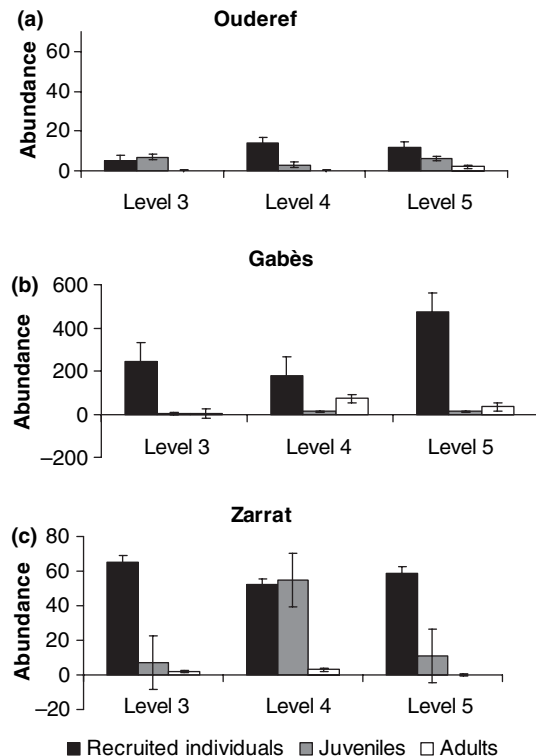 (a) Ouderef
Abundance
60
40
20
0
Level 3 Level 4 Level 5
(b) Gabès
Abundance
600
400
200
0
–200
Level 3 Level 4 Level 5
(c) Zarrat
Abundance
80
60
40
20
0
–20
Level 3 Level 4 Level 5
Recruited individuals Juveniles Adults